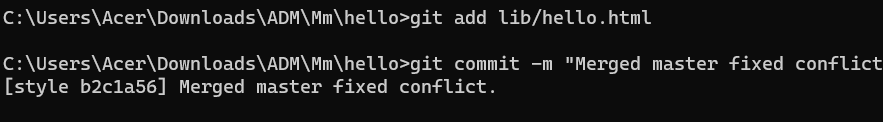 C:\Users\Acer\Downloads\ADM\Mm\hello>git add lib/hello.html
C:\Users\Acer\Downloads\ADM\Mm\hello>git commit -m "Merged master fixed conflict
[style b2c1a56] Merged master fixed conflict.